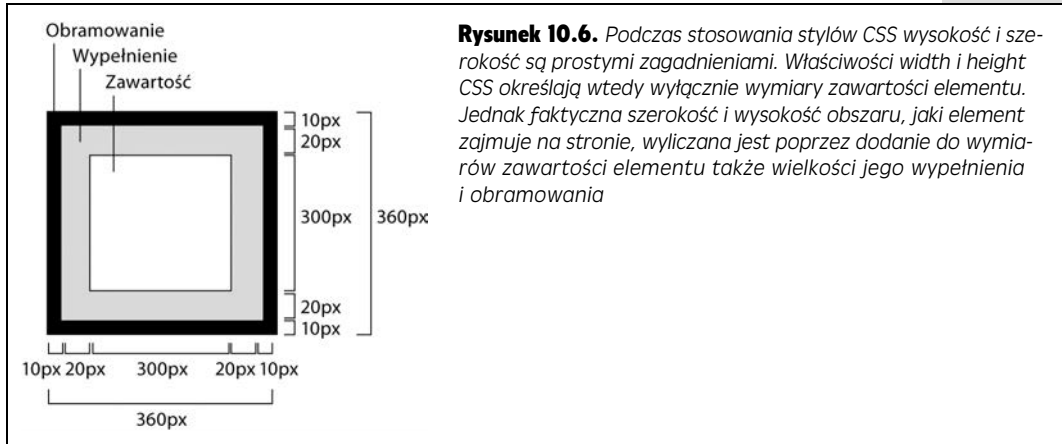 Obramowanie
Wypełnienie
Zawartość
10px
20px
300px 360px
20px
10px
10px 20px 300px 20px 10px
360px
Rysunek 10.6. Podczas stosowania stylów CSS wysokość i sze-
rokość są prostymi zagadnieniami. Właściwości width i height
CSS określają wtedy wyłącznie wymiary zawartości elementu.
Jednak faktyczna szerokość i wysokość obszaru, jaki element
zajmuje na stronie, wyliczana jest poprzez dodanie do wymia-
rów zawartości elementu także wielkości jego wypełnienia
i obramowania